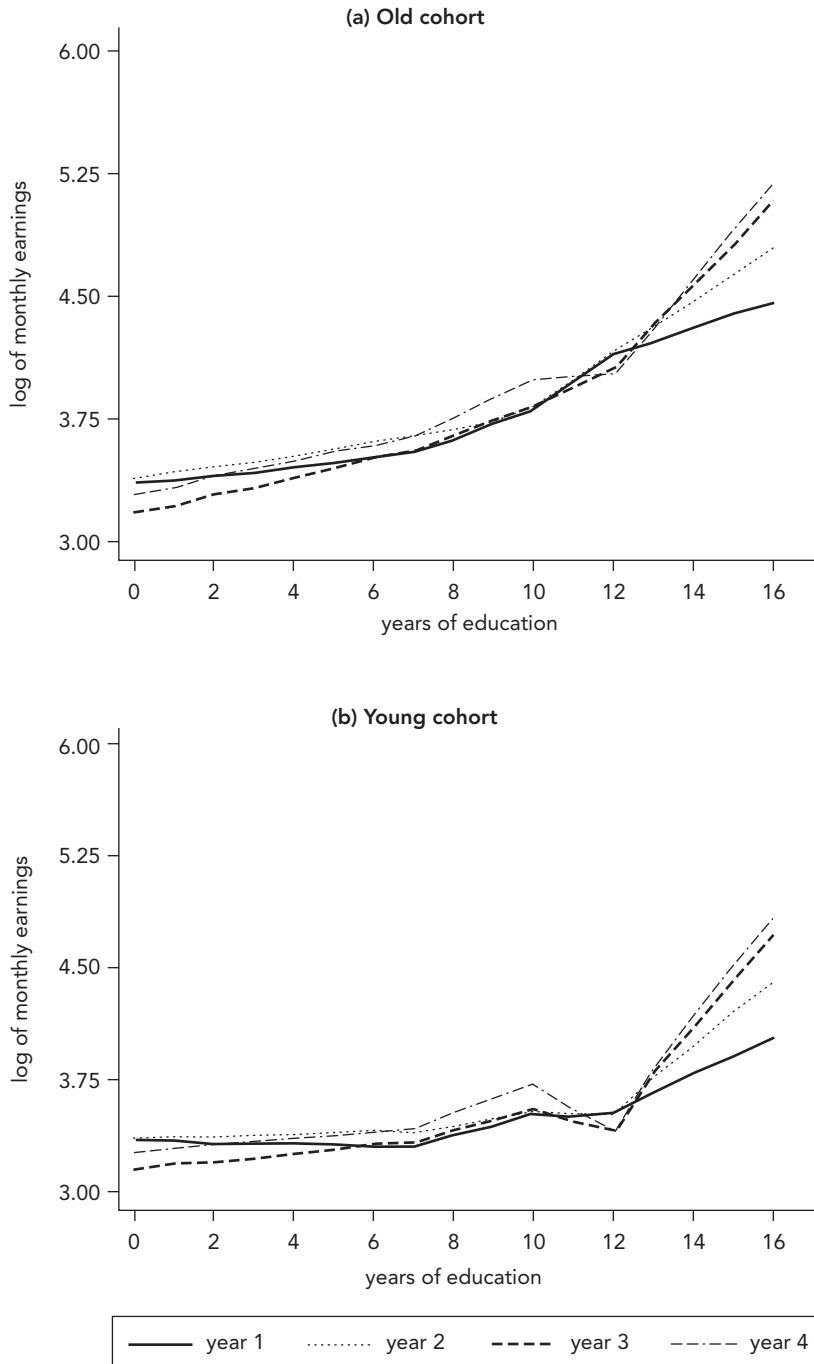 (a) Old cohort
6.00
5.25
4.50
3.75
3.00
log of monthly earnings
0 2 4 6 8 10 12 14 16
years of education
(b) Young cohort
6.00
5.25
4.50
3.75
3.00
log of monthly earnings
0 2 4 6 8 10 12 14 16
years of education
year 1 year 2 year 3 year 4